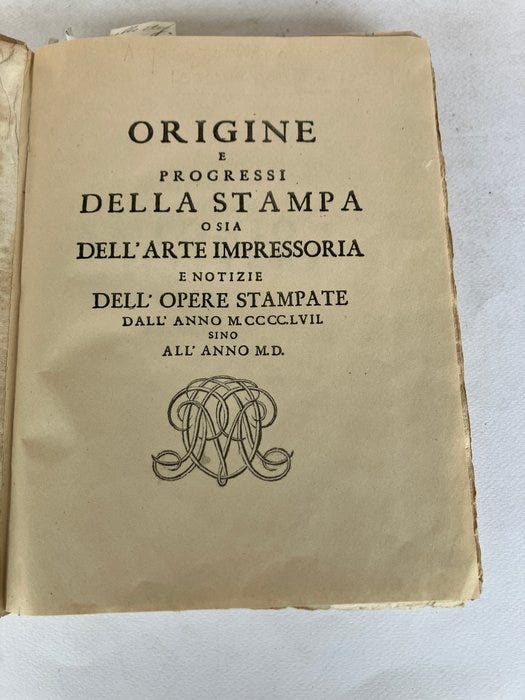 ORIGINE
E
PROGRESSI
DELLA STAMPA
O SIA
DELL'ARTE IMPRESSORIA
E NOTIZIE
DELL' OPERE STAMPATE
DALL' ANNO M.CCCC.LVII.
SINO
ALL' ANNO M.D.